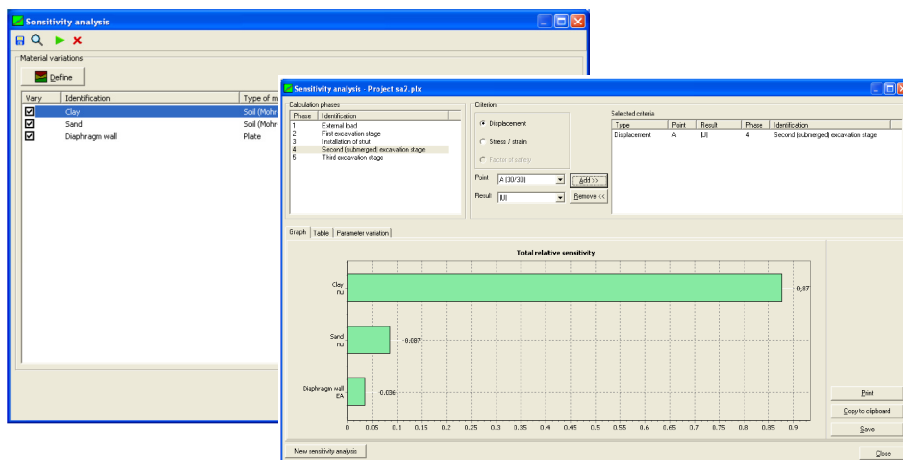 Sensitivity analysis
Material variations
Define
Vary Identification Type of m
Clay Soil (Mohr
Sand Soil (Mohr
Diaphragm wall Plate
Sensitivity analysis - Project sa2.plx
Calculation phases
Phase Identification
1 External load
2 First excavation stage
3 Installation of strut
4 Second (submerged) excavation stage
5 Third excavation stage
Criterion
Displacement
Stress / strain
Factor of safety
Point A (30/30) Add >>
Result |U| Remove <<
Selected criteria
Type Point Result Phase Identification
Displacement A |U| 4 Second (submerged) excavation stage
Graph Table Parameter variation
Total relative sensitivity
Clay
nu
0.87
Sand
nu
0.087
Diaphragm wall
EA
0.036
0 0.05 0.1 0.15 0.2 0.25 0.3 0.35 0.4 0.45 0.5 0.55 0.6 0.65 0.7 0.75 0.8 0.85 0.9
Print
Copy to clipboard
Save
New sensitivity analysis
Close